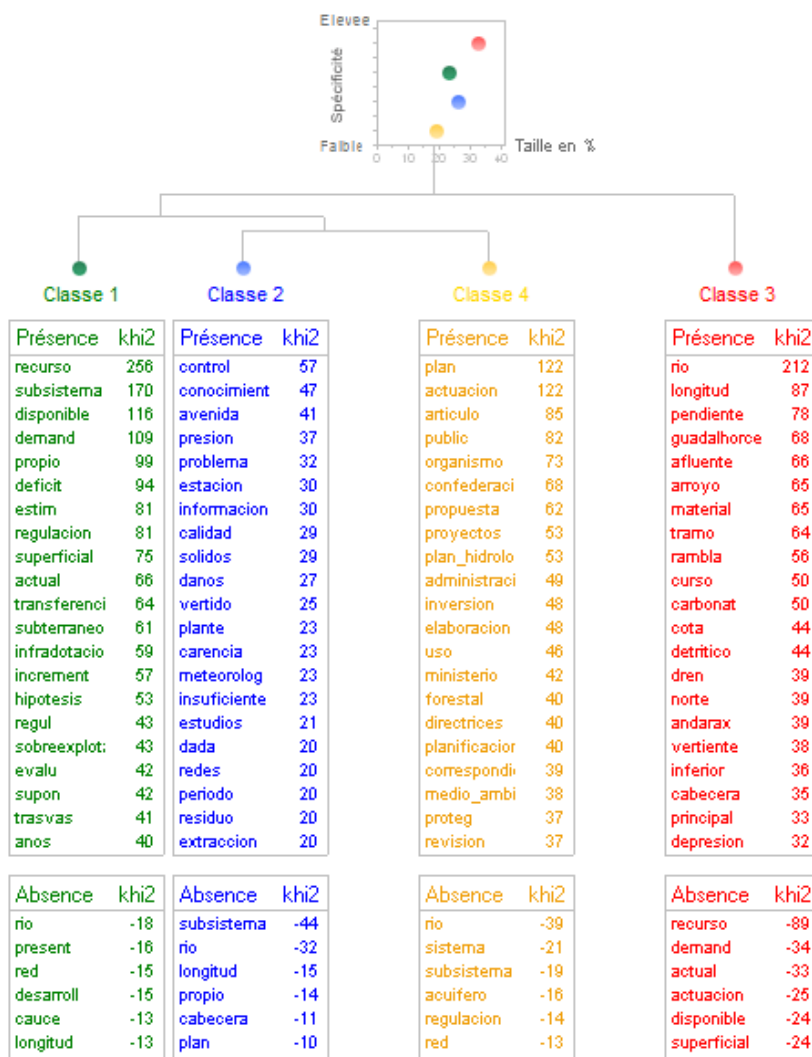 Elevee
Spécificité
Faible
0 10 20 30 40
Taille en %
Classe 1 Classe 2 Classe 4 Classe 3
Présence khi2 Présence khi2 Présence khi2 Présence khi2
recurso 256 control 57 plan 122 rio 212
subsistema 170 conocimient 47 actuacion 122 longitud 87
disponible 116 avenida 41 articulo 85 pendiente 78
demand 109 presion 37 public 82 guadalhorce 68
propio 99 problema 32 organismo 73 afluente 66
deficit 94 estacion 30 confederaci 68 arroyo 65
estim 81 informacion 30 propuesta 62 material 65
regulacion 81 calidad 29 proyectos 53 tramo 64
superficial 75 solidos 29 plan_hidrolo 53 rambla 56
actual 66 danos 27 administraci 49 curso 50
transferenci 64 vertido 25 inversion 48 carbonat 50
subterraneo 61 plante 23 elaboracion 48 cota 44
infradotacio 59 carencia 23 uso 46 detritico 44
increment 57 meteorolog 23 ministerio 42 dren 39
hipotesis 53 insuficiente 23 forestal 40 norte 39
regul 43 estudios 21 directrices 40 andarax 39
sobreexplot 43 dada 20 planificacion 40 vertiente 38
evalu 42 redes 20 correspondi 39 inferior 36
supon 42 periodo 20 medio_ambi 38 cabecera 35
trasvas 41 residuo 20 proteg 37 principal 33
anos 40 extraccion 20 revision 37 depresion 32
Absence khi2 Absence khi2 Absence khi2 Absence khi2
rio -18 subsistema -44 rio -39 recurso -89
present -16 rio -32 sistema -21 demand -34
red -15 longitud -15 subsistema -19 actual -33
desarroll -15 propio -14 acuifero -16 actuacion -25
cauce -13 cabecera -11 regulacion -14 disponible -24
longitud -13 plan -10 red -13 superficial -24